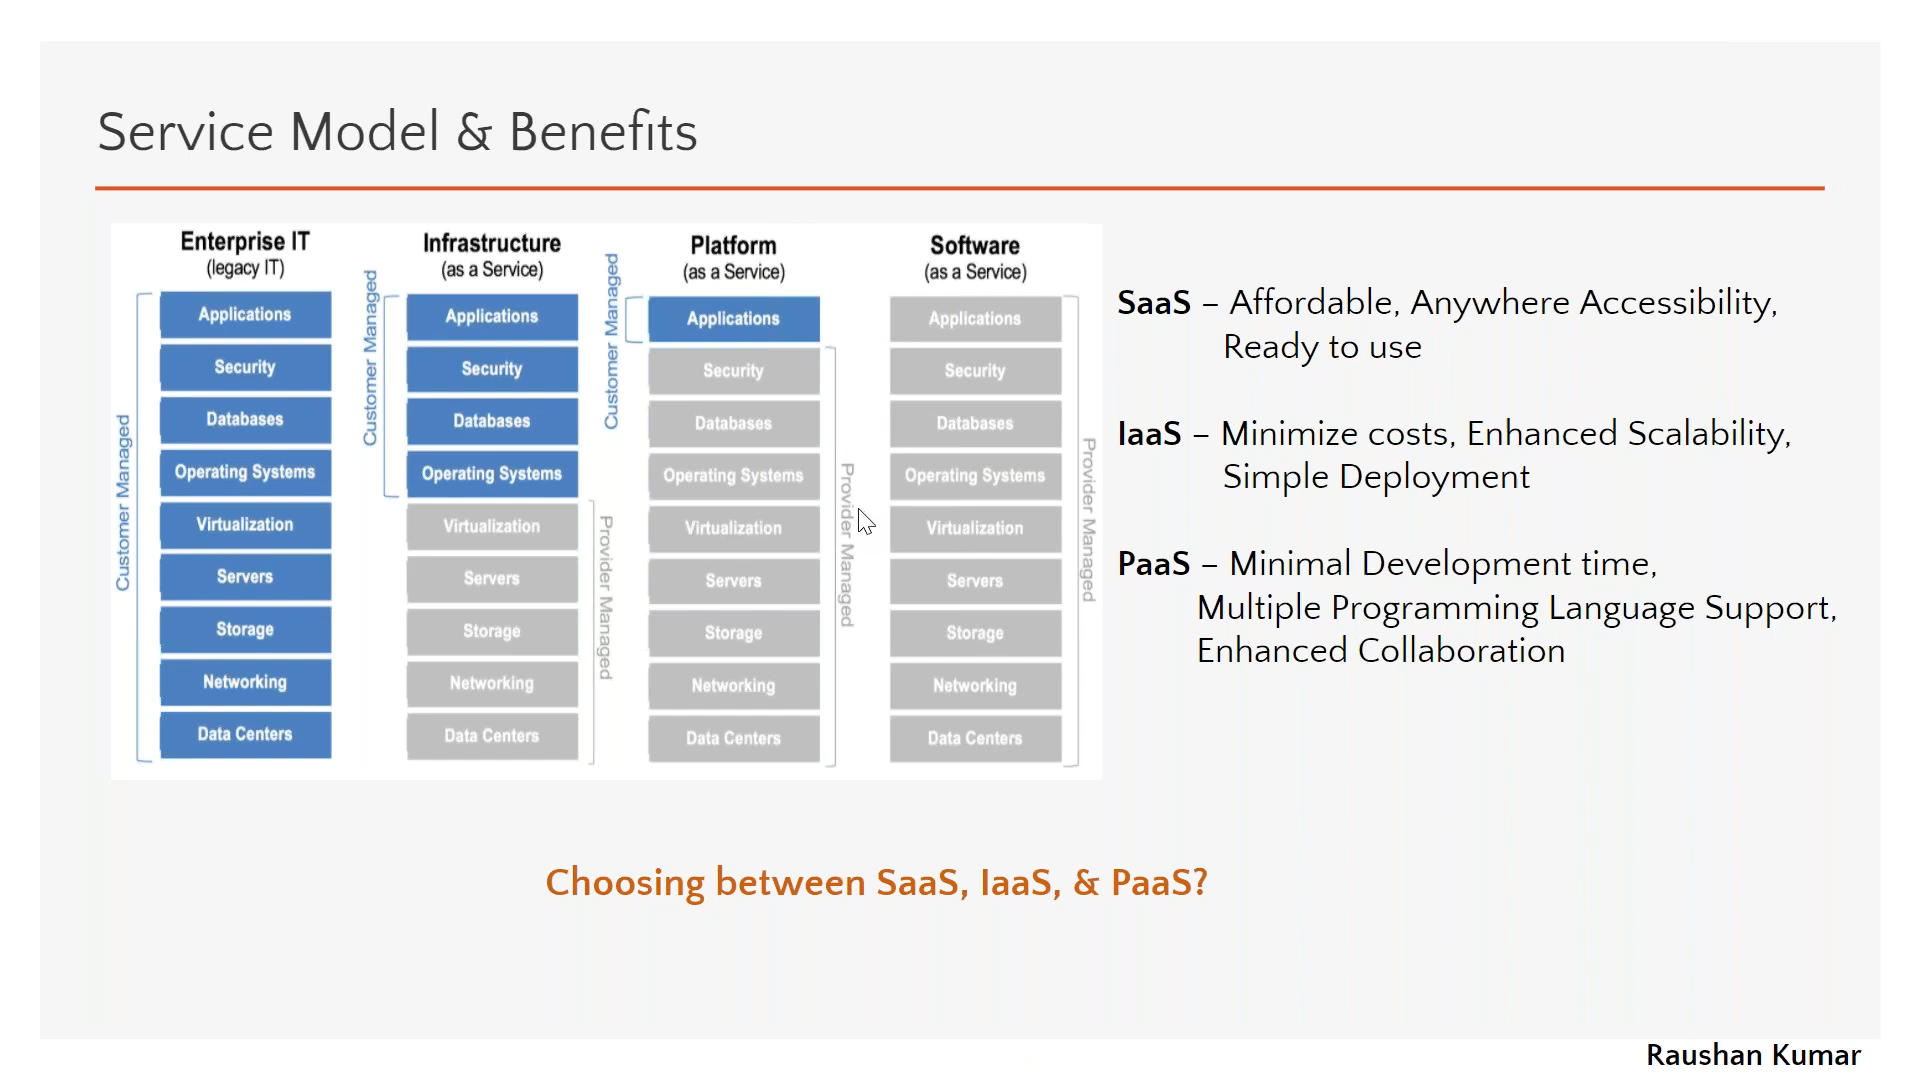 Service Model & Benefits
Enterprise IT
(legacy IT)
Customer Managed
Applications
Security
Databases
Operating Systems
Virtualization
Servers
Storage
Networking
Data Centers
Infrastructure
(as a Service)
Customer Managed
Applications
Security
Databases
Operating Systems
Virtualization
Servers
Storage
Networking
Data Centers
Provider Managed
Platform
(as a Service)
Customer Managed
Applications
Security
Databases
Operating Systems
Virtualization
Servers
Storage
Networking
Data Centers
Provider Managed
Software
(as a Service)
Applications
Security
Databases
Operating Systems
Virtualization
Servers
Storage
Networking
Data Centers
Provider Managed
SaaS – Affordable, Anywhere Accessibility,
Ready to use
IaaS – Minimize costs, Enhanced Scalability,
Simple Deployment
PaaS – Minimal Development time,
Multiple Programming Language Support,
Enhanced Collaboration
Choosing between SaaS, IaaS, & PaaS?
Raushan Kumar